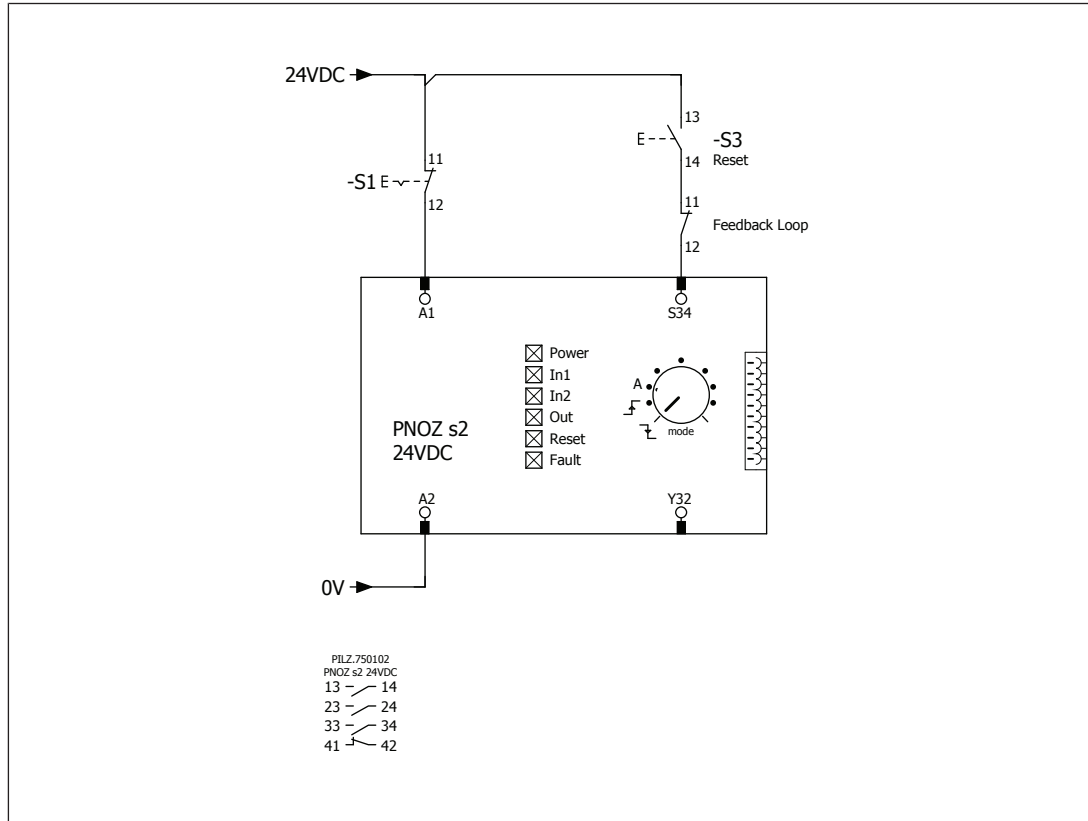 24VDC
13
E
-S3
14
Reset
11
-S1 E
12
11
Feedback Loop
12
A1
S34
Power
In1
In2
Out
Reset
Fault
A
mode
PNOZ s2
24VDC
A2
Y32
0V
PILZ.750102
PNOZ s2 24VDC
13 14
23 24
33 34
41 42